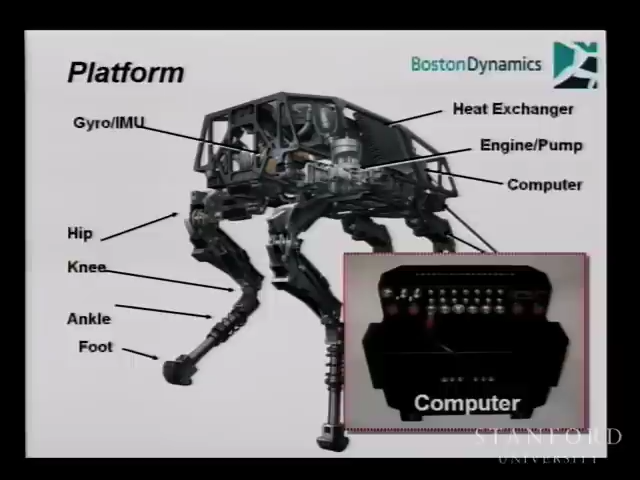 Platform
BostonDynamics
Gyro/IMU
Heat Exchanger
Engine/Pump
Computer
Hip
Knee
Ankle
Foot
Computer
STANFORD
UNIVERSITY